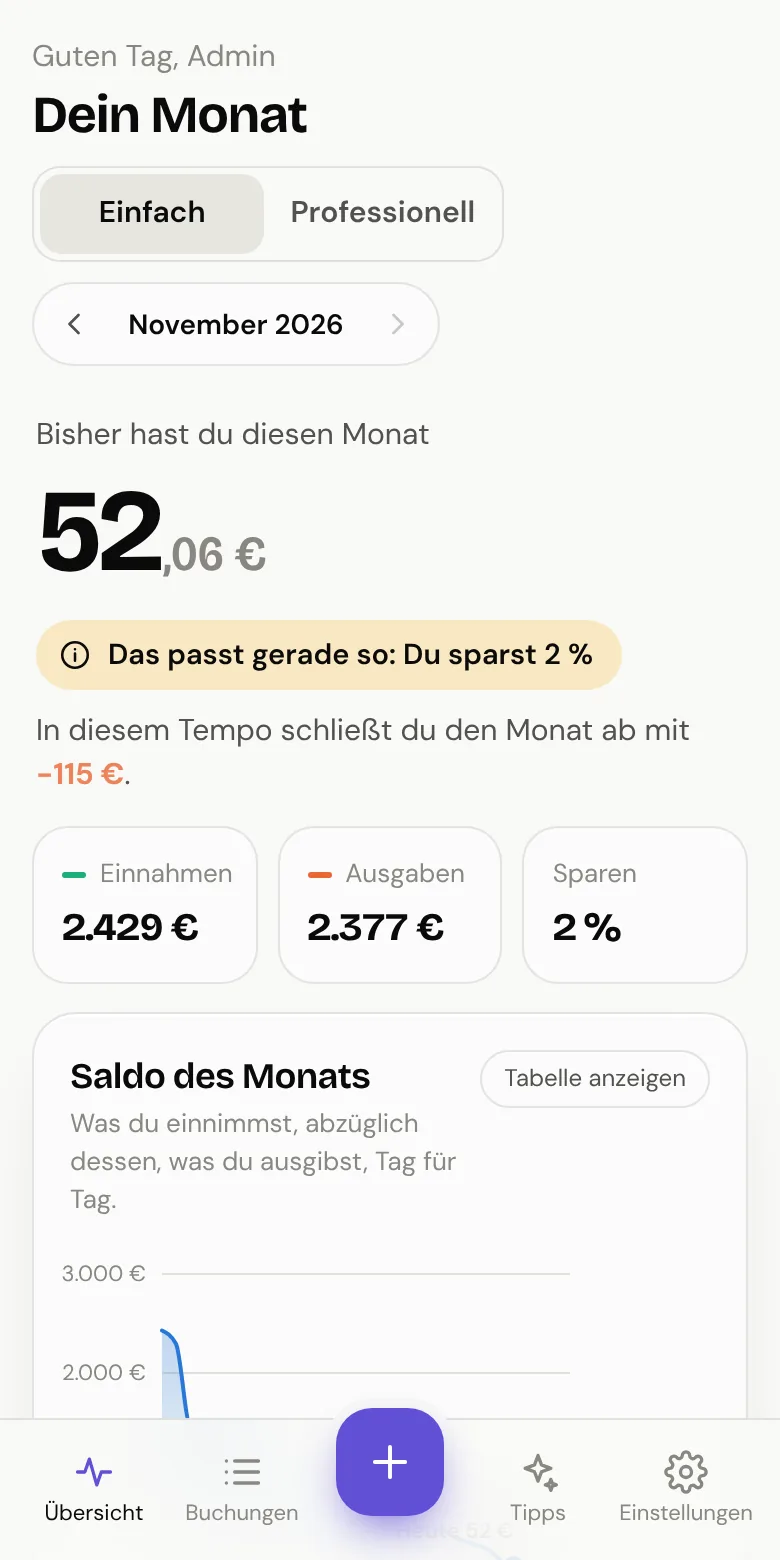 Guten Tag, Admin
Dein Monat
Einfach Professionell
November 2026
Bisher hast du diesen Monat
52,06 €
Das passt gerade so: Du sparst 2 %
In diesem Tempo schließt du den Monat ab mit
−115 €.
Einnahmen Ausgaben Sparen
2.429 € 2.377 € 2 %
Saldo des Monats Tabelle anzeigen
Was du einnimmst, abzüglich
dessen, was du ausgibst, Tag für
Tag.
3.000 €
2.000 €
Übersicht Buchungen Tipps Einstellungen
Heute 52 €